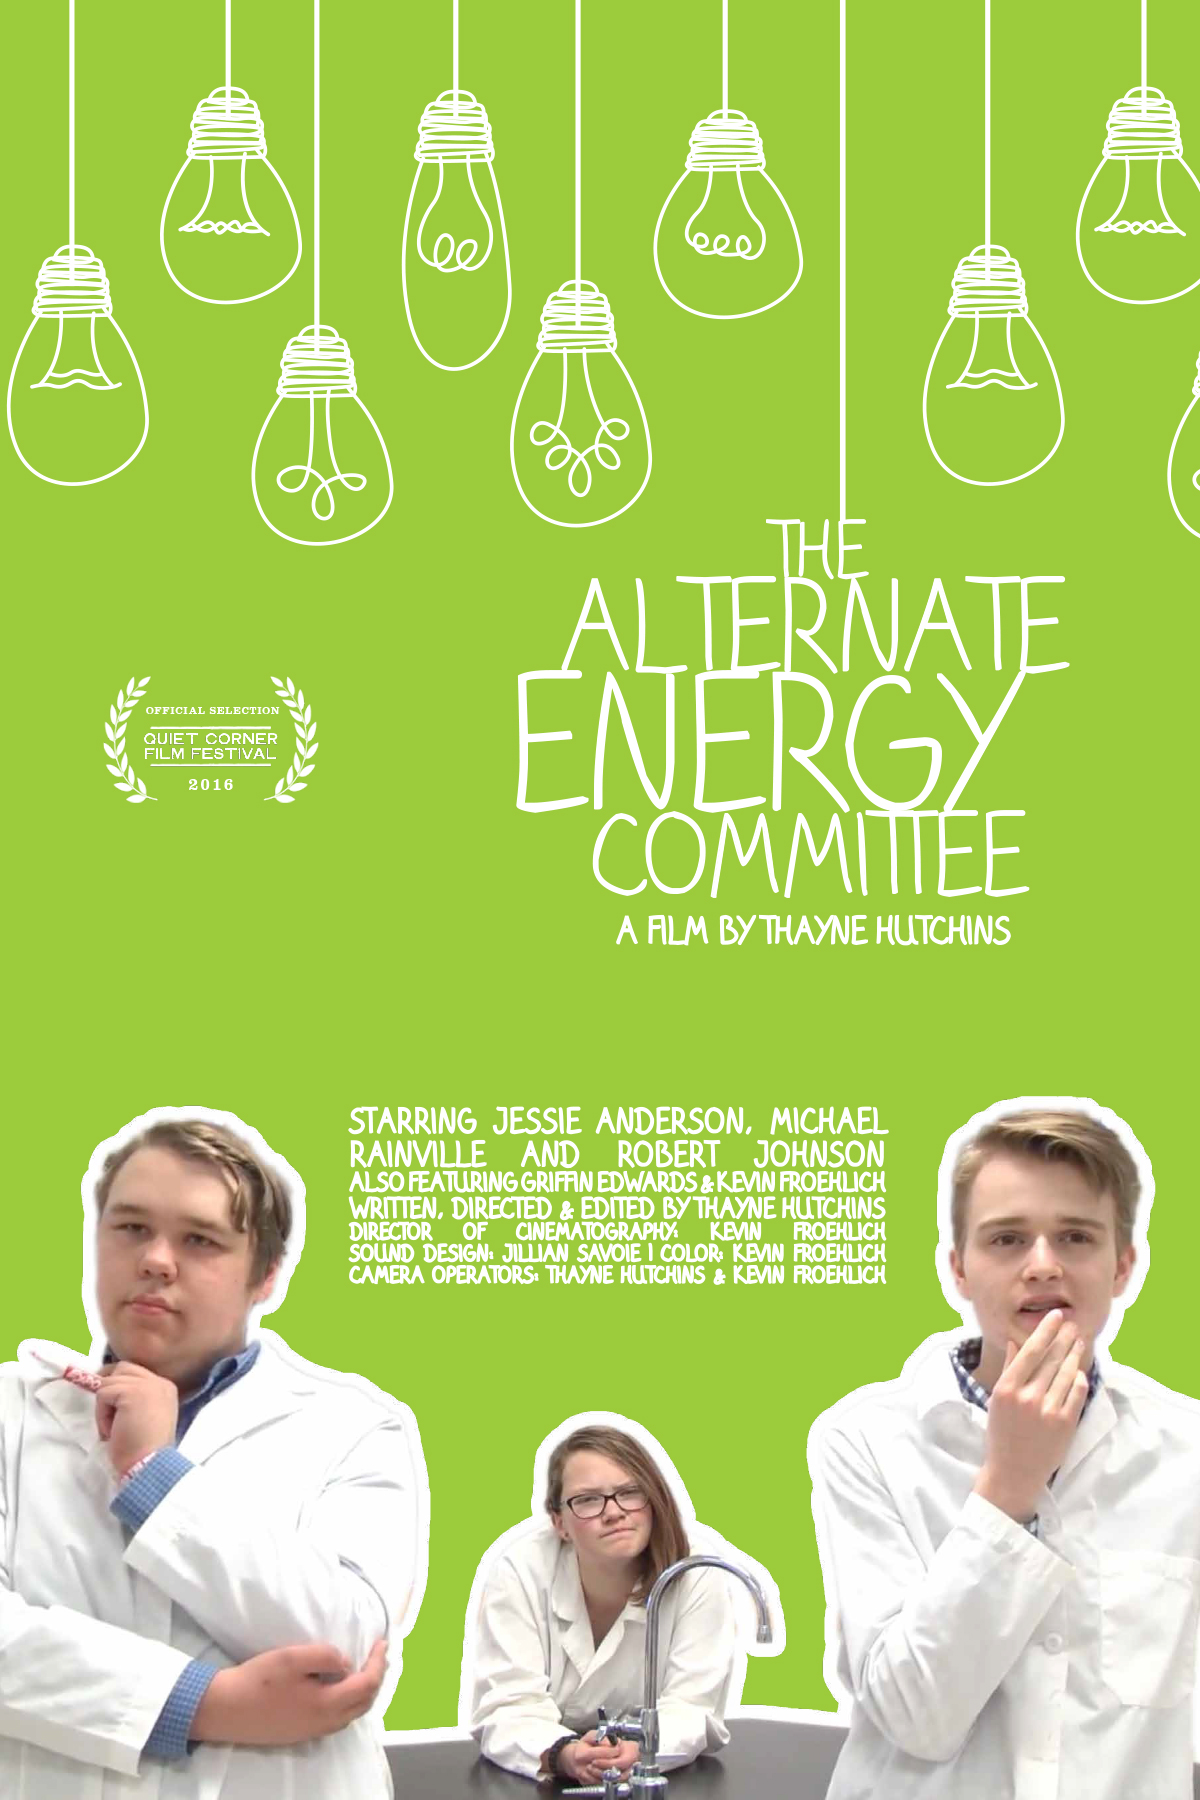 THE
ALTERNATE
ENERGY
COMMITTEE
A FILM BY THAYNE HUTCHINS
OFFICIAL SELECTION
QUIET CORNER
FILM FESTIVAL
2016
STARRING JESSIE ANDERSON, MICHAEL
RAINVILLE AND ROBERT JOHNSON
ALSO FEATURING GRIFFIN EDWARDS & KEVIN FROEHLICH
WRITTEN, DIRECTED & EDITED BY THAYNE HUTCHINS
DIRECTOR OF CINEMATOGRAPHY: KEVIN FROEHLICH
SOUND DESIGN: JILLIAN SAVOIE | COLOR: KEVIN FROEHLICH
CAMERA OPERATORS: THAYNE HUTCHINS & KEVIN FROEHLICH